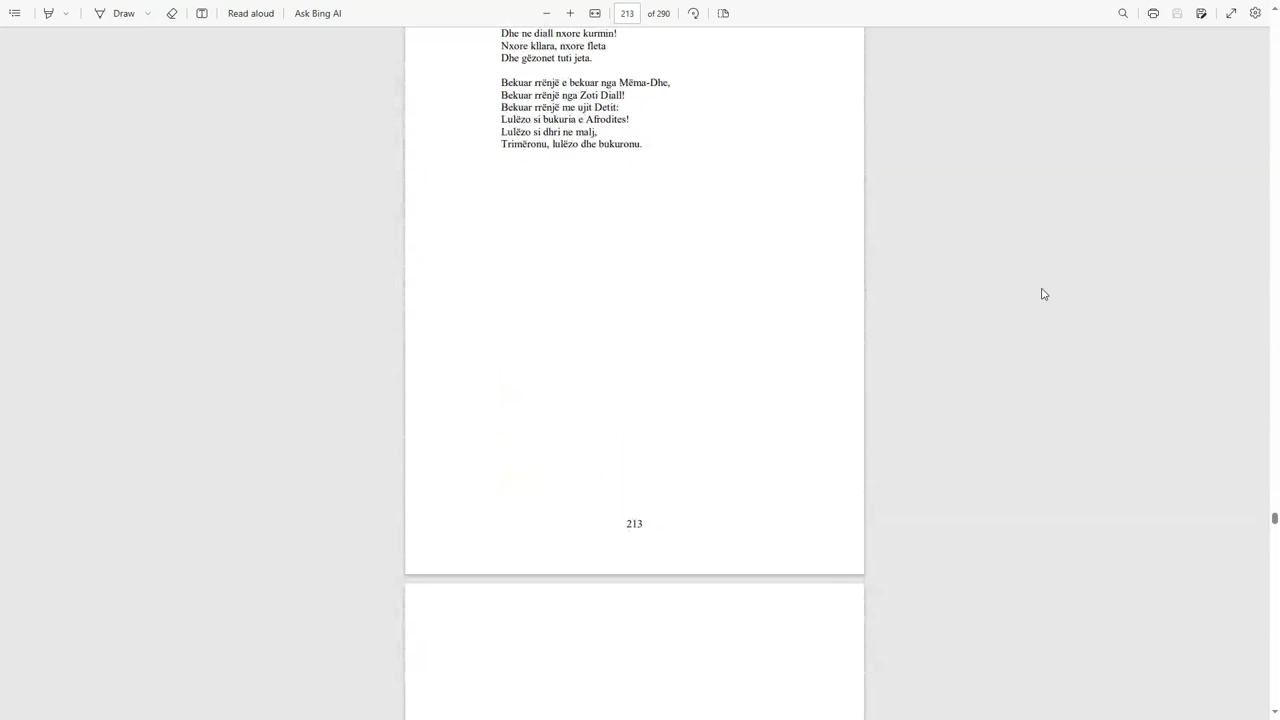 Draw
Read aloud
Ask Bing AI
213 of 290
Dhe ne diall nxore kurmin!
Nxore kllara, nxore fleta
Dhe gëzonet tuti jeta.
Bekuar rrënjë e bekuar nga Mëma-Dhe,
Bekuar rrënjë nga Zoti Diall!
Bekuar rrënjë me ujit Detit:
Lulëzo si bukuria e Afrodites!
Lulëzo si dhri ne malj,
Trimëronu, lulëzo dhe bukuronu.
213